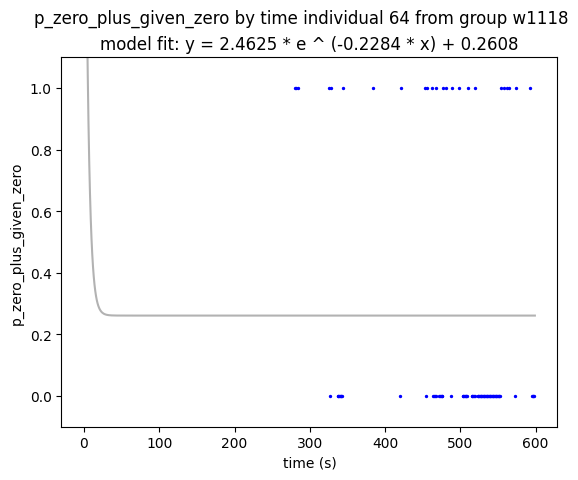 p_zero_plus_given_zero by time individual 64 from group w1118
model fit: y = 2.4625 * e ^ (-0.2284 * x) + 0.2608
p_zero_plus_given_zero
1.0
0.8
0.6
0.4
0.2
0.0
0 100 200 300 400 500 600
time (s)